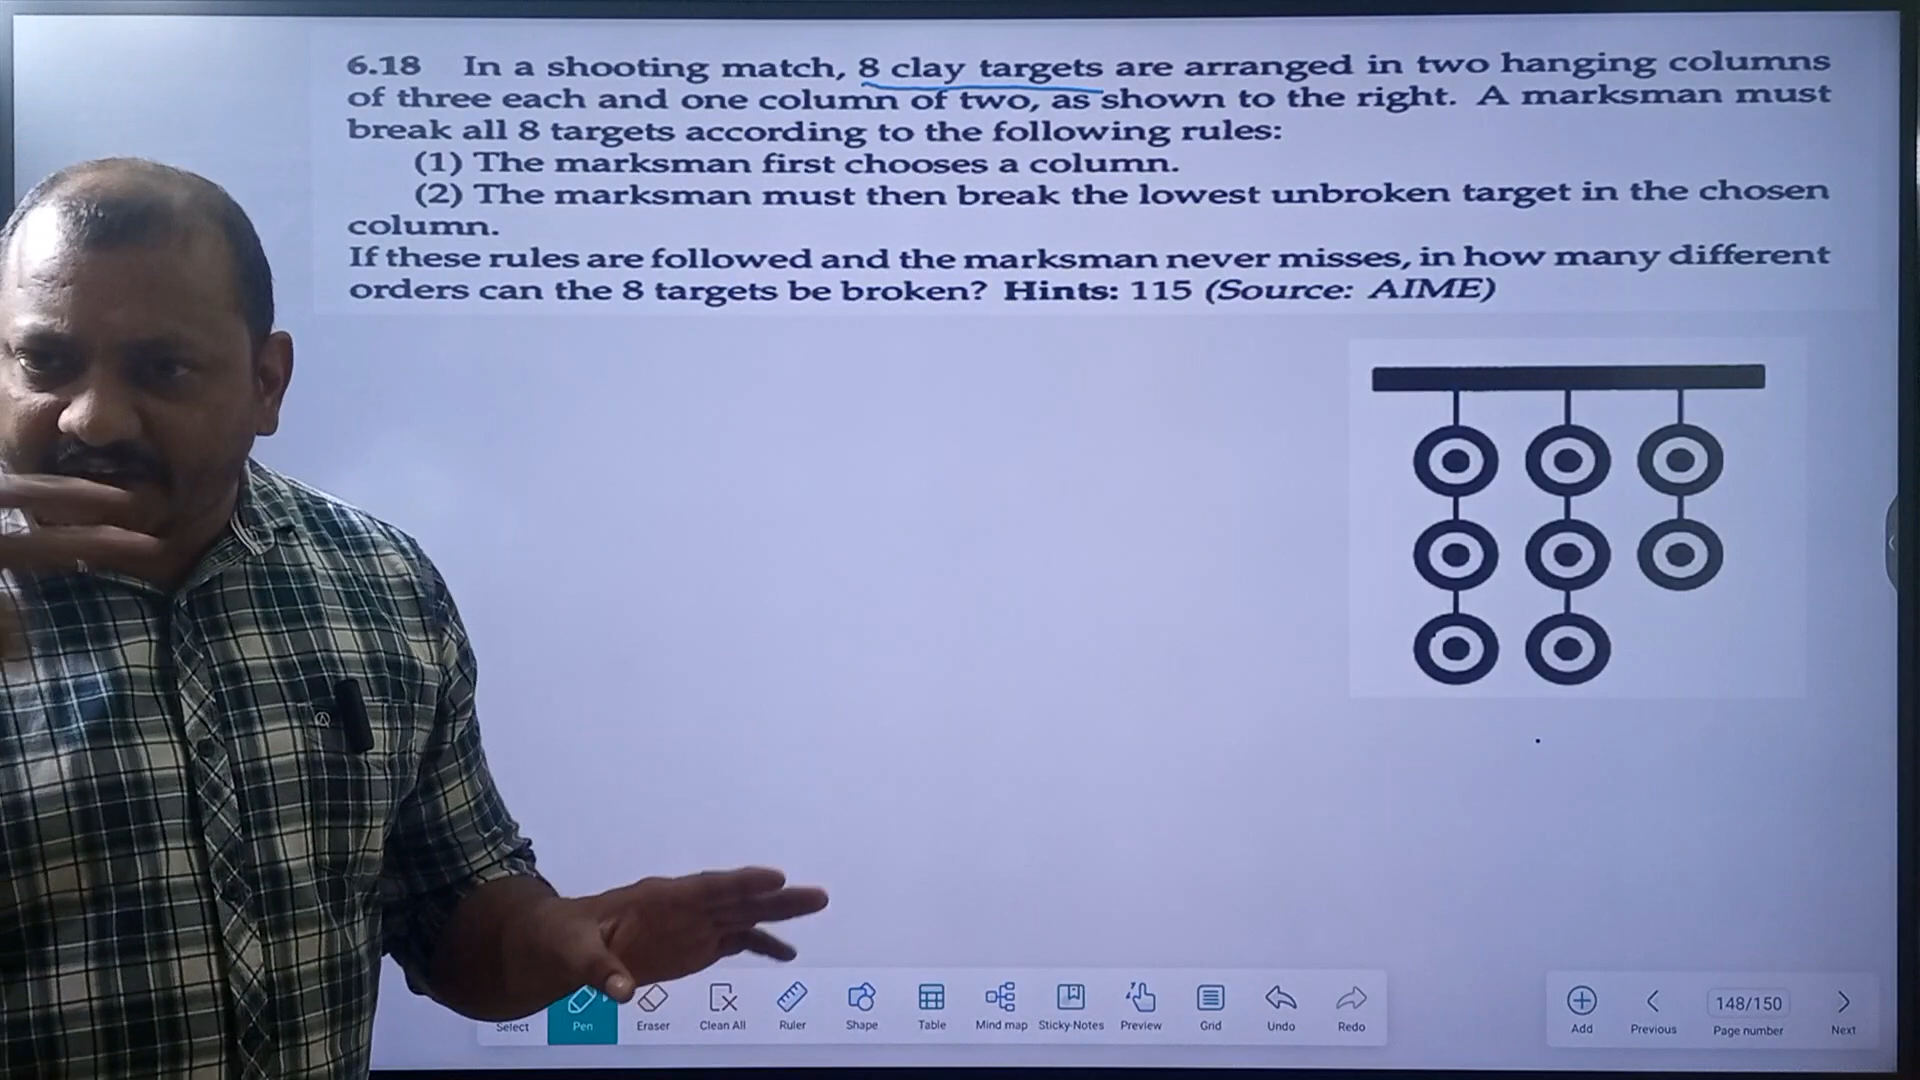 6.18 In a shooting match, 8 clay targets are arranged in two hanging columns
of three each and one column of two, as shown to the right. A marksman must
break all 8 targets according to the following rules:
(1) The marksman first chooses a column.
(2) The marksman must then break the lowest unbroken target in the chosen
column.
If these rules are followed and the marksman never misses, in how many different
orders can the 8 targets be broken? Hints: 115 (Source: AIME)
Select Pen Eraser Clean All Ruler Shape Table Mind map Sticky Notes Preview Grid Undo Redo
148/150
Add Previous Page number Next